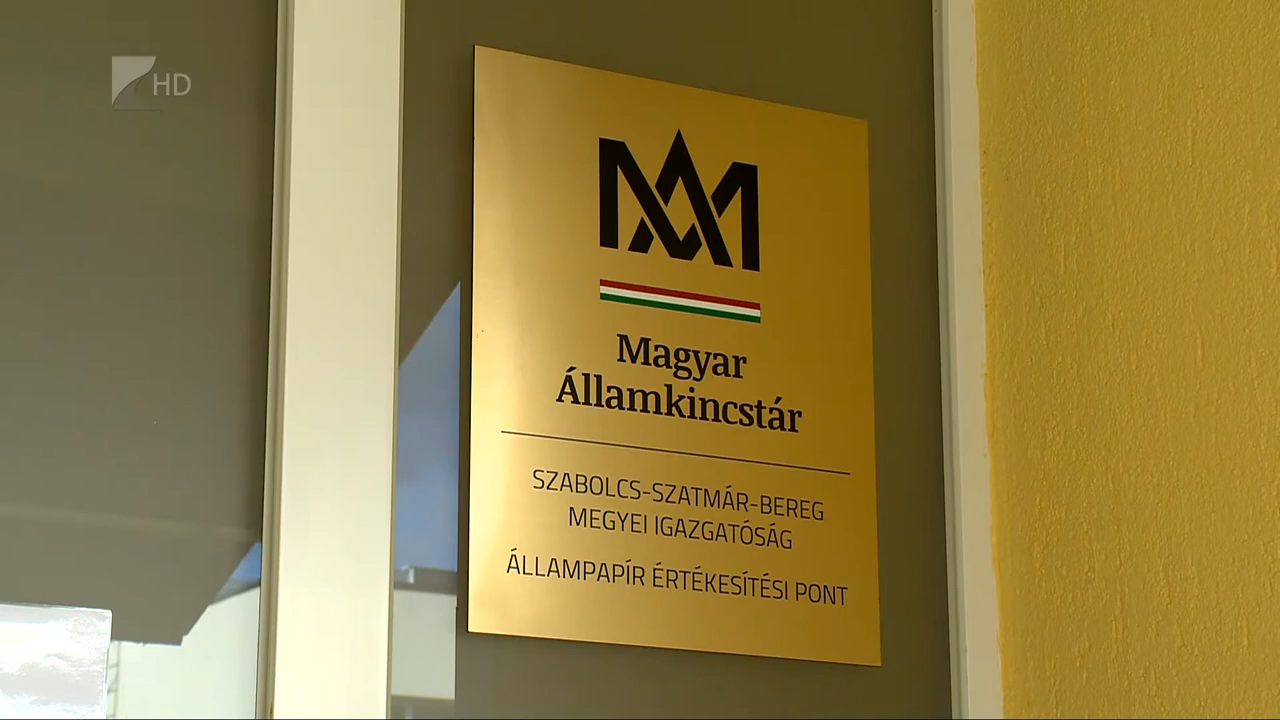 HD
Magyar
Államkincstár
SZABOLCS-SZATMÁR-BEREG
MEGYEI IGAZGATÓSÁG
ÁLLAMPAPÍR ÉRTÉKESÍTÉSI PONT